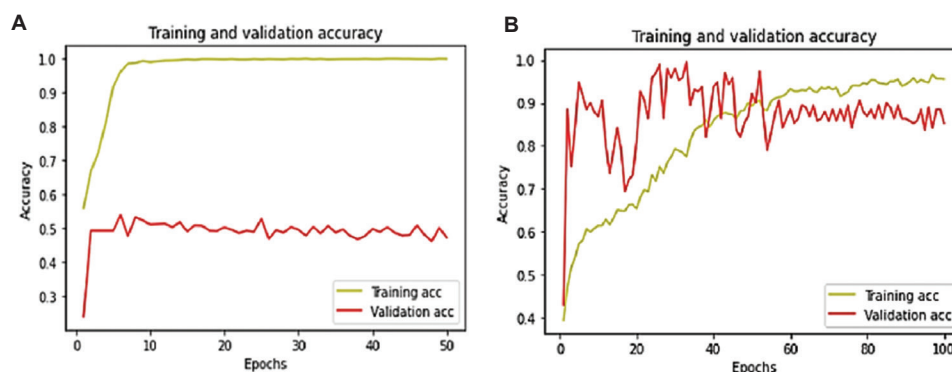 A
Training and validation accuracy
1.0
0.9
0.8
0.7
0.6
0.5
0.4
0.3
Accuracy
Training acc
Validation acc
0 10 20 30 40 50
Epochs
B
Training and validation accuracy
1.0
0.9
0.8
0.7
0.6
0.5
0.4
Accuracy
Training acc
Validation acc
0 20 40 60 80 100
Epochs